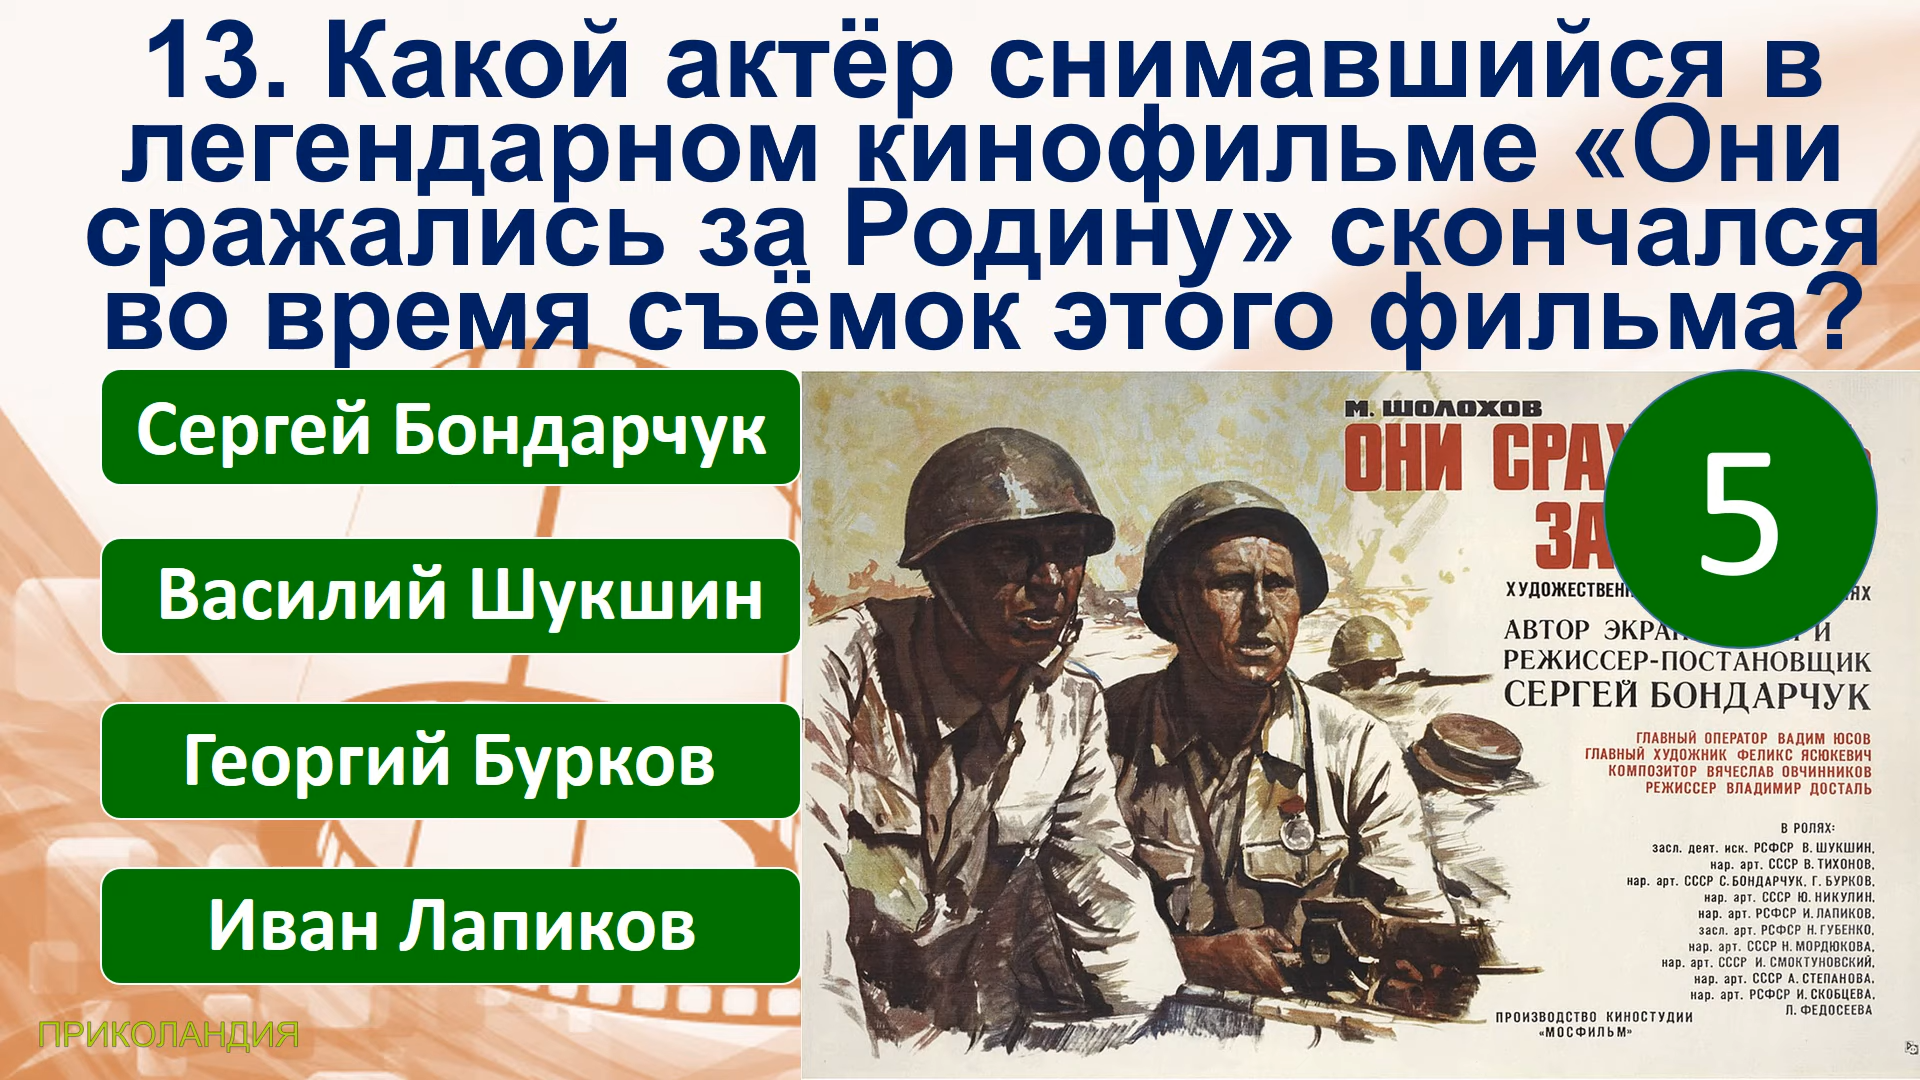 13. Какой актёр снимавшийся в
легендарном кинофильме «Они
сражались за Родину» скончался
во время съёмок этого фильма?
Сергей Бондарчук
Василий Шукшин
Георгий Бурков
Иван Лапиков
ПРИКОЛАНДИЯ
5
М. ШОЛОХОВ
ОНИ
ЗА
АВТОР
РЕЖИССЕР-ПОСТАНОВЩИК
СЕРГЕЙ БОНДАРЧУК
ГЛАВНЫЙ ОПЕРАТОР ВАДИМ ЮСОВ
ГЛАВНЫЙ ХУДОЖНИК ФЕЛИКС ЯСЮКЕВИЧ
КОМПОЗИТОР ВЯЧЕСЛАВ ОВЧИННИКОВ
РЕЖИССЕР ВЛАДИМИР ДОСТАЛЬ
В РОЛЯХ:
засл. деят. иск. РСФСР В. ШУКШИН,
нар. арт. СССР В. ТИХОНОВ,
нар. арт. СССР С. БОНДАРЧУК, Г. БУРКОВ,
нар. арт. СССР Ю. НИКУЛИН,
нар. арт. РСФСР И. ЛАПИКОВ,
засл. арт. РСФСР Н. ГУБЕНКО,
нар. арт. СССР Н. МОРДЮКОВА,
нар. арт. СССР И. СМОКТУНОВСКИЙ,
нар. арт. СССР А. СТЕПАНОВА,
нар. арт. РСФСР И. СКОБЦЕВА,
Л. ФЕДОСЕЕВА
ПРОИЗВОДСТВО КИНОСТУДИИ
«МОСФИЛЬМ»